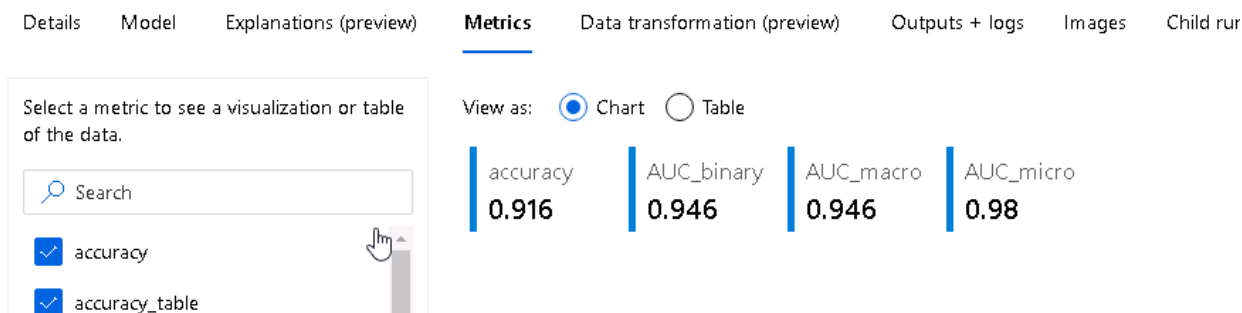 Details Model Explanations (preview) Metrics Data transformation (preview) Outputs + logs Images Child rur
Select a metric to see a visualization or table
of the data.
Search
accuracy
accuracy_table
View as: Chart Table
accuracy AUC_binary AUC_macro AUC_micro
0.916 0.946 0.946 0.98